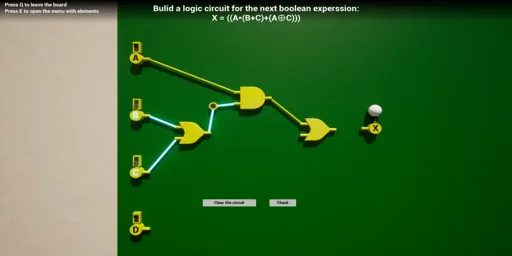 Press Q to leave the board
Press E to open the menu with elements
Bulid a logic circuit for the next boolean experssion:
X = ((A•(B+C)+(A⊕C)))
A
B
C
X
D
Clear the circuit
Check